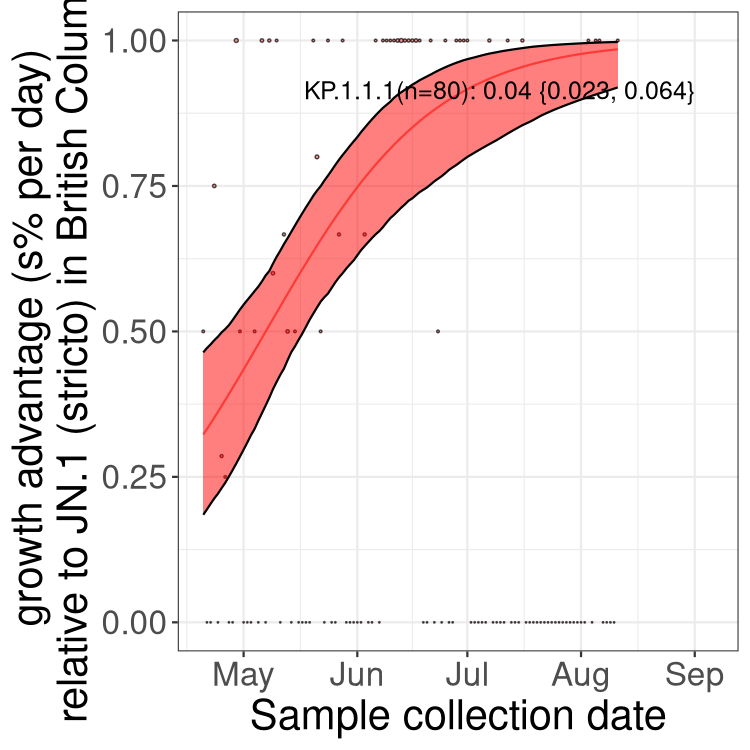 growth advantage (s% per day)
relative to JN.1 (stricto) in British Colum
1.00
0.75
0.50
0.25
0.00
KP.1.1.1(n=80): 0.04 {0.023, 0.064}
May Jun Jul Aug Sep
Sample collection date